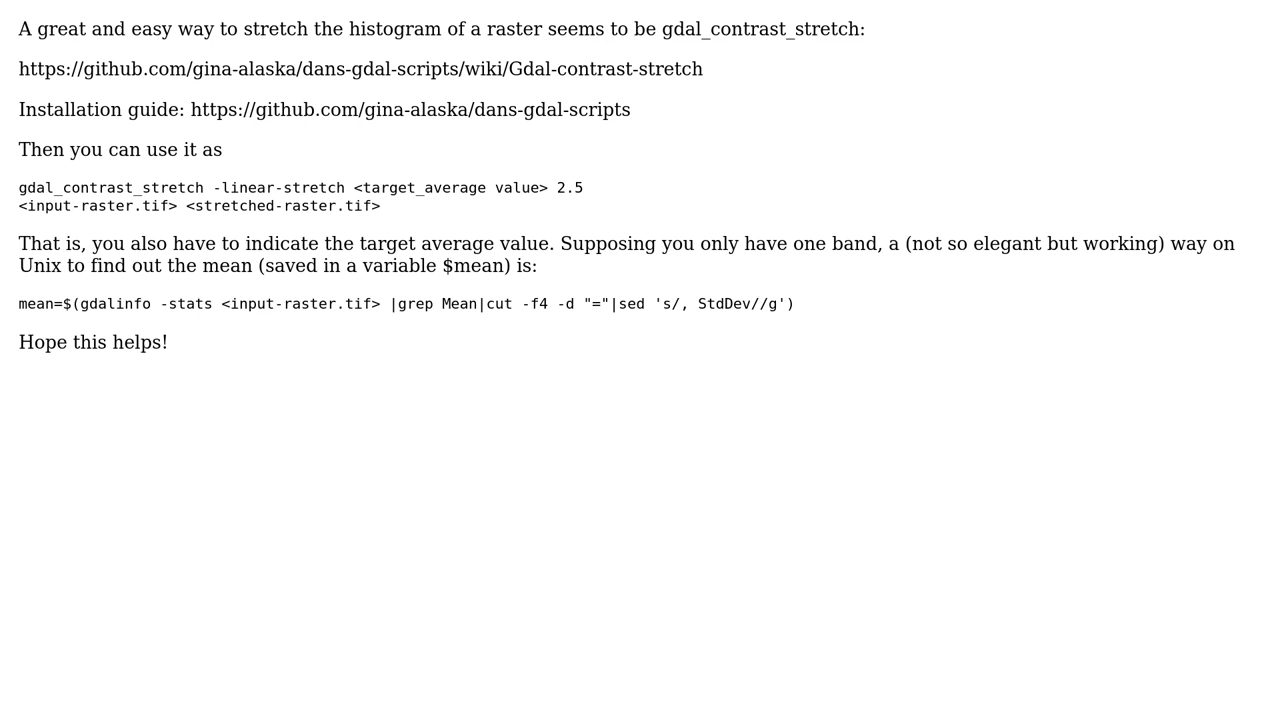 A great and easy way to stretch the histogram of a raster seems to be gdal_contrast_stretch:
https://github.com/gina-alaska/dans-gdal-scripts/wiki/Gdal-contrast-stretch
Installation guide: https://github.com/gina-alaska/dans-gdal-scripts
Then you can use it as
gdal_contrast_stretch -linear-stretch <target_average value> 2.5
<input-raster.tif> <stretched-raster.tif>
That is, you also have to indicate the target average value. Supposing you only have one band, a (not so elegant but working) way on
Unix to find out the mean (saved in a variable $mean) is:
mean=$(gdalinfo -stats <input-raster.tif> |grep Mean|cut -f4 -d "="|sed 's/, StdDev//g')
Hope this helps!